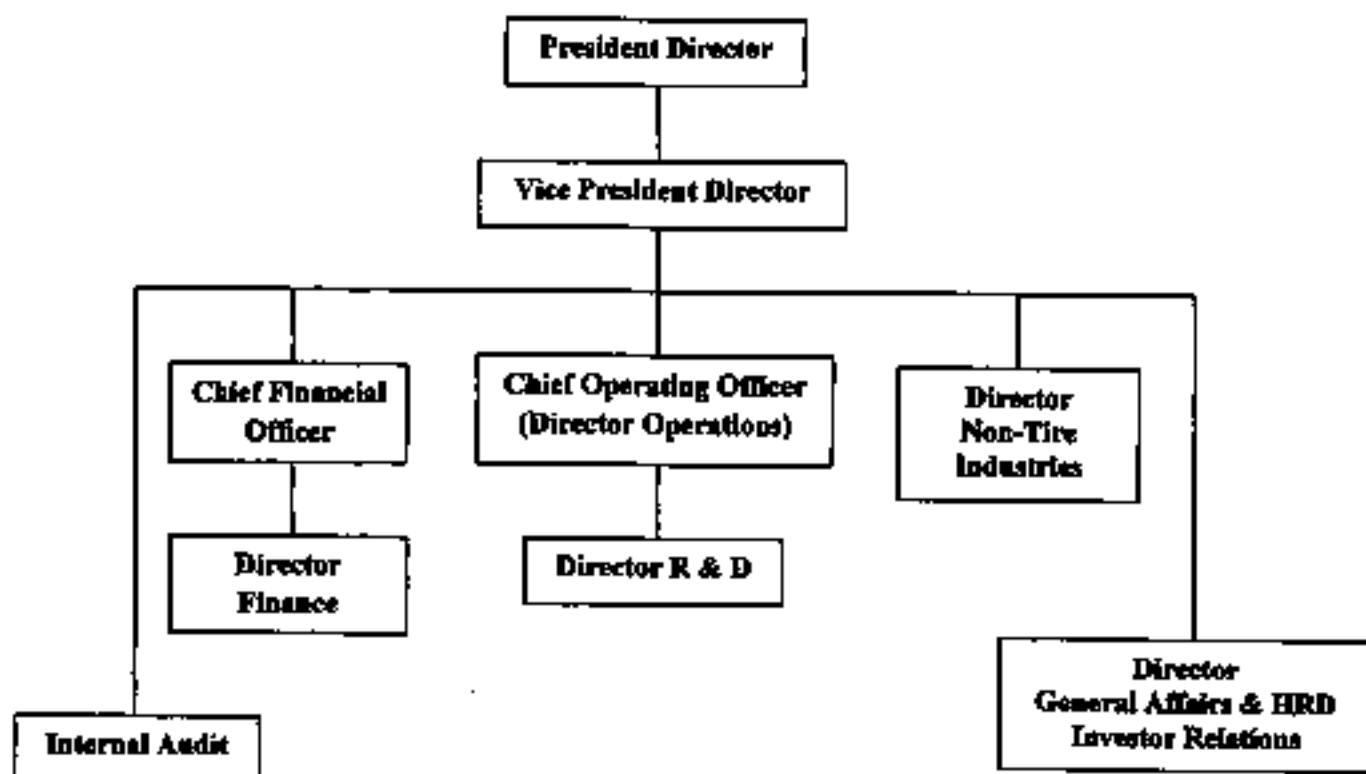 President Director
Vice President Director
Chief Financial
Officer
Chief Operating Officer
(Director Operations)
Director
Non-Tire
Industries
Director
Finance
Director R & D
Director
General Affairs & HRD
Investor Relations
Internal Audit